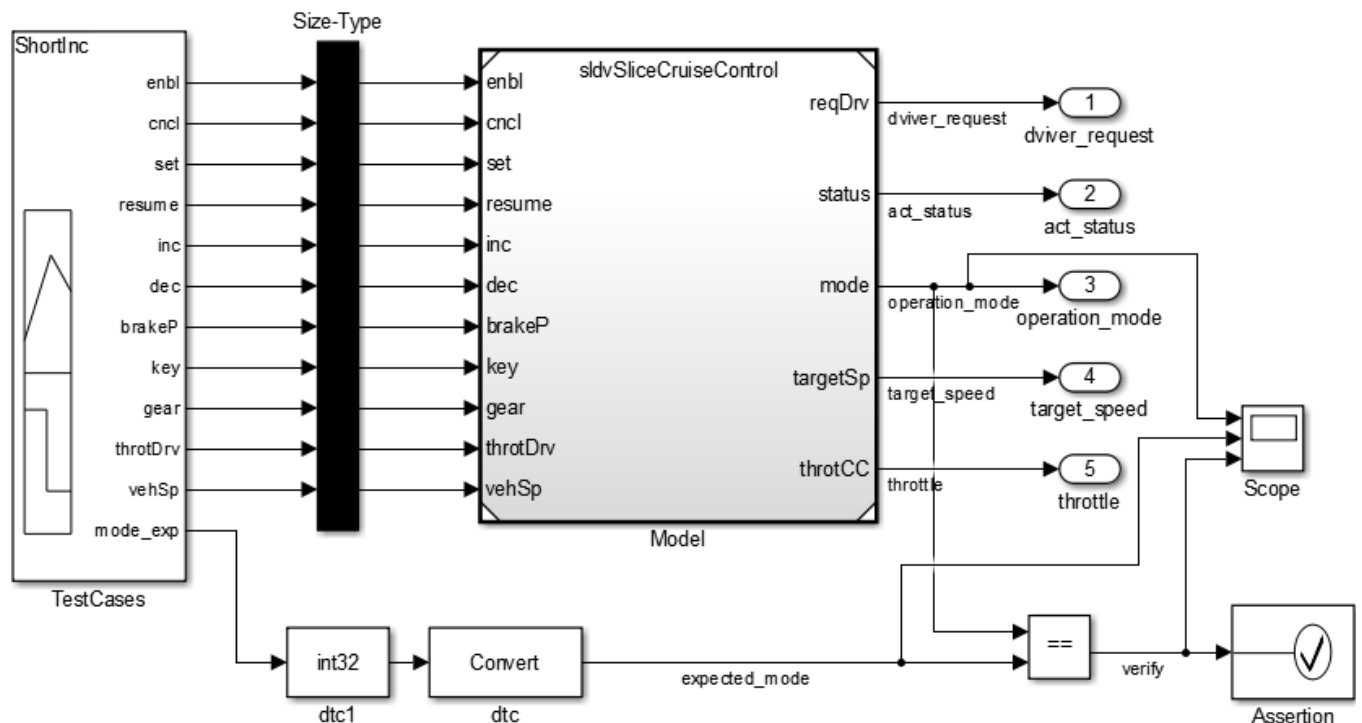 Size-Type
ShortInc
enbl
cncl
set
resume
inc
dec
brakeP
key
gear
throtDrv
vehSp
mode_exp
TestCases
sldvSliceCruiseControl
enbl
cncl
set
resume
inc
dec
brakeP
key
gear
throtDrv
vehSp
reqDrv
status
mode
targetSp
throtCC
Model
dviver_request
act_status
operation_mode
target_speed
throttle
1
dviver_request
2
act_status
3
operation_mode
4
target_speed
5
throttle
Scope
int32
dtc1
Convert
dtc
expected_mode
==
verify
Assertion